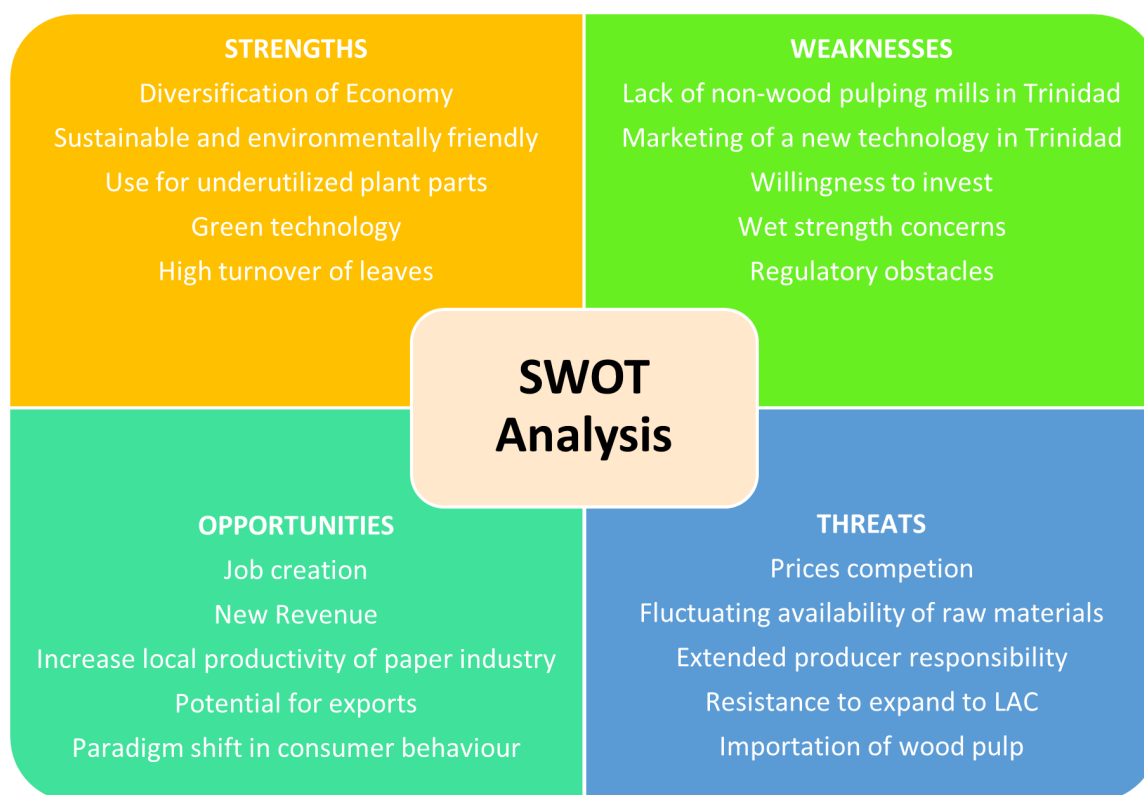 STRENGTHS
Diversification of Economy
Sustainable and environmentally friendly
Use for underutilized plant parts
Green technology
High turnover of leaves
WEAKNESSES
Lack of non-wood pulping mills in Trinidad
Marketing of a new technology in Trinidad
Willingness to invest
Wet strength concerns
Regulatory obstacles
SWOT
Analysis
OPPORTUNITIES
Job creation
New Revenue
Increase local productivity of paper industry
Potential for exports
Paradigm shift in consumer behaviour
THREATS
Prices competion
Fluctuating availability of raw materials
Extended producer responsibility
Resistance to expand to LAC
Importation of wood pulp